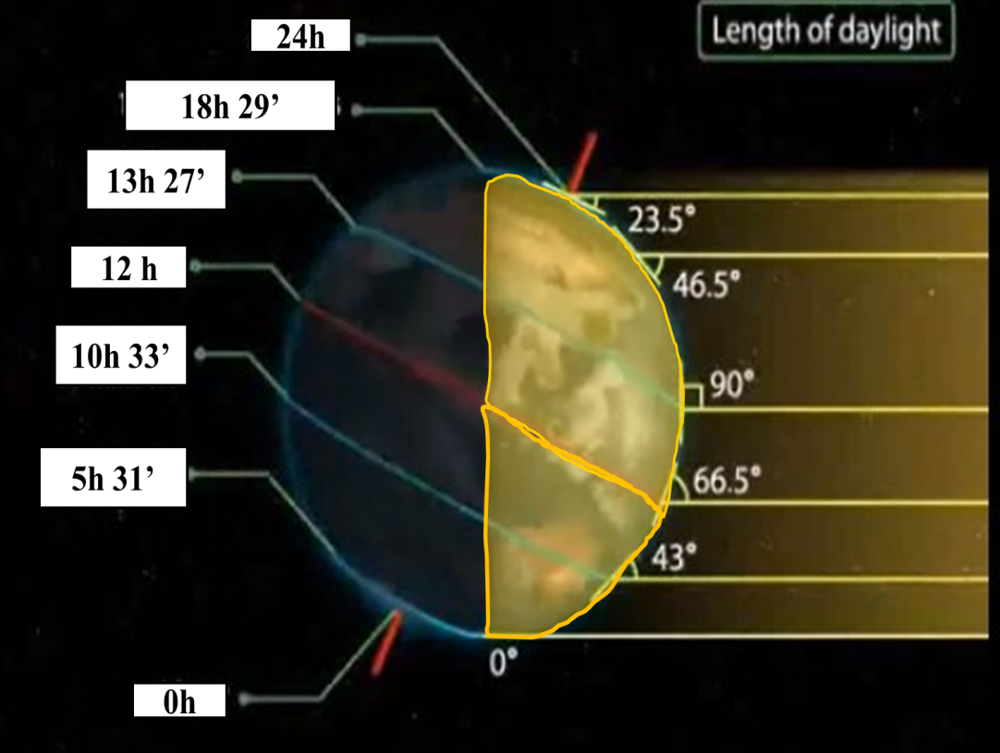 24h
Length of daylight
18h 29’
13h 27’
23.5°
12 h
46.5°
10h 33’
90°
5h 31’
66.5°
43°
0°
0h